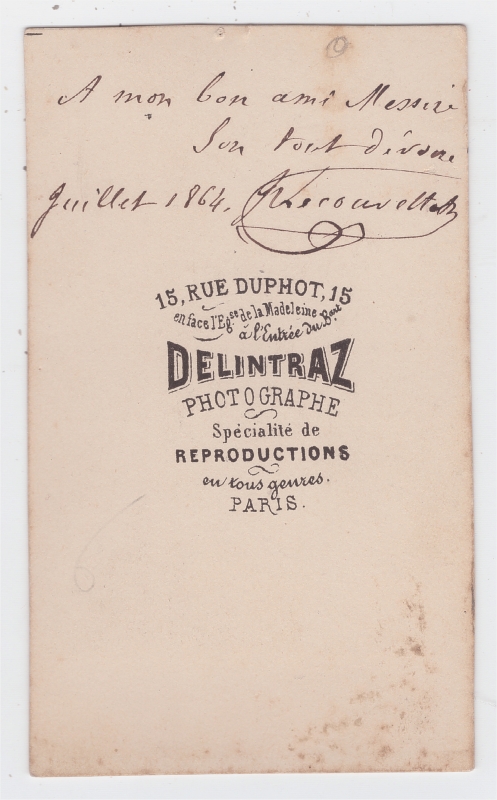 A mon bon ami Messire
Son tout dévoué
Juillet 1864.
15, RUE DUPHOT, 15
en face l'Egse de la Madeleine
à l'Entrée du Bard
DELINTRAZ
PHOTOGRAPHE
Spécialité de
REPRODUCTIONS
en tous genres.
PARIS.